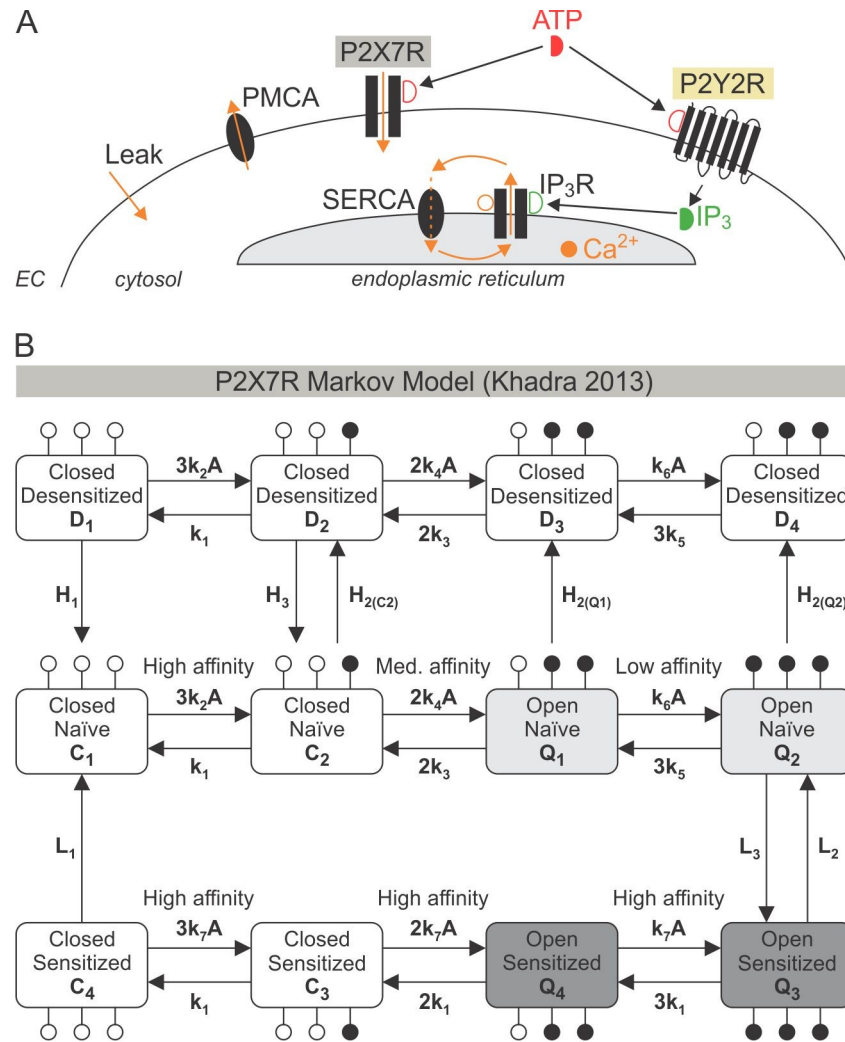 A
ATP
P2X7R
P2Y2R
PMCA
Leak
SERCA
IP₃R
IP₃
Ca²⁺
EC
cytosol
endoplasmic reticulum
B
P2X7R Markov Model (Khadra 2013)
Closed
Desensitized
D₁
3k₂A
k₁
Closed
Desensitized
D₂
2k₄A
2k₃
Closed
Desensitized
D₃
k₆A
3k₅
Closed
Desensitized
D₄
H₁
H₃
H₂₍C2₎
H₂₍Q1₎
H₂₍Q2₎
High affinity
Med. affinity
Low affinity
Closed
Naïve
C₁
3k₂A
k₁
Closed
Naïve
C₂
2k₄A
2k₃
Open
Naïve
Q₁
k₆A
3k₅
Open
Naïve
Q₂
L₁
L₃
L₂
High affinity
High affinity
High affinity
Closed
Sensitized
C₄
3k₇A
k₁
Closed
Sensitized
C₃
2k₇A
2k₁
Open
Sensitized
Q₄
k₇A
3k₁
Open
Sensitized
Q₃